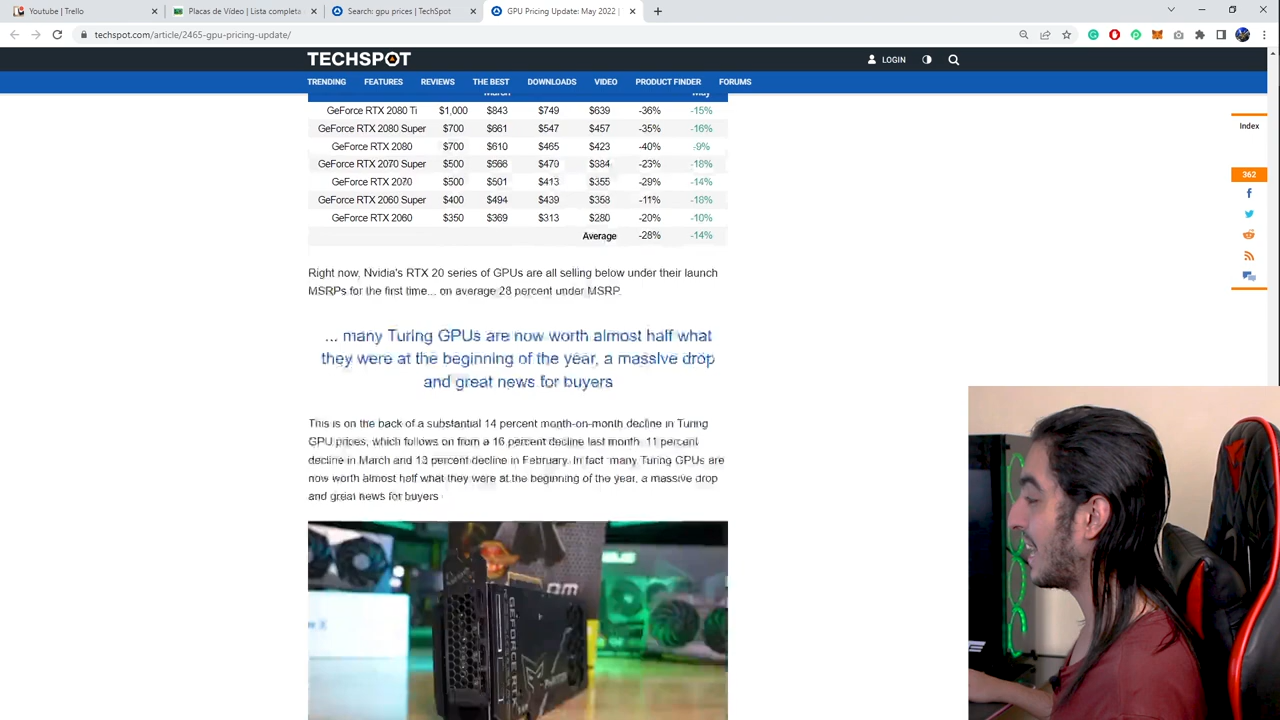 Youtube | Trello
Placas de Vídeo | Lista completa
Search: gpu prices | TechSpot
GPU Pricing Update: May 2022 |
techspot.com/article/2465-gpu-pricing-update/
TECHSPOT
LOGIN
TRENDING FEATURES REVIEWS THE BEST DOWNLOADS VIDEO PRODUCT FINDER FORUMS
March May
GeForce RTX 2080 Ti $1,000 $843 $749 $639 -36% -15%
GeForce RTX 2080 Super $700 $661 $547 $457 -35% -16%
GeForce RTX 2080 $700 $610 $465 $423 -40% -9%
GeForce RTX 2070 Super $500 $566 $470 $384 -23% -18%
GeForce RTX 2070 $500 $501 $413 $355 -29% -14%
GeForce RTX 2060 Super $400 $494 $439 $358 -11% -18%
GeForce RTX 2060 $350 $369 $313 $280 -20% -10%
Average -28% -14%
Index
362
Right now, Nvidia's RTX 20 series of GPUs are all selling below under their launch
MSRPs for the first time... on average 28 percent under MSRP.
... many Turing GPUs are now worth almost half what
they were at the beginning of the year, a massive drop
and great news for buyers
This is on the back of a substantial 14 percent month-on-month decline in Turing
GPU prices, which follows on from a 16 percent decline last month, 11 percent
decline in March and 13 percent decline in February. In fact many Turing GPUs are
now worth almost half what they were at the beginning of the year, a massive drop
and great news for buyers
GEFORCE RTX